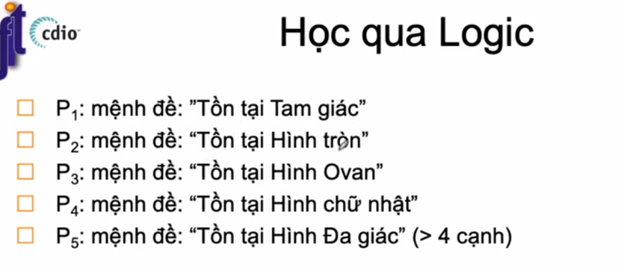 cdio
Học qua Logic
P₁: mệnh đề: ”Tồn tại Tam giác”
P₂: mệnh đề: “Tồn tại Hình tròn”
P₃: mệnh đề: “Tồn tại Hình Ovan”
P₄: mệnh đề: “Tồn tại Hình chữ nhật”
P₅: mệnh đề: “Tồn tại Hình Đa giác” (> 4 cạnh)